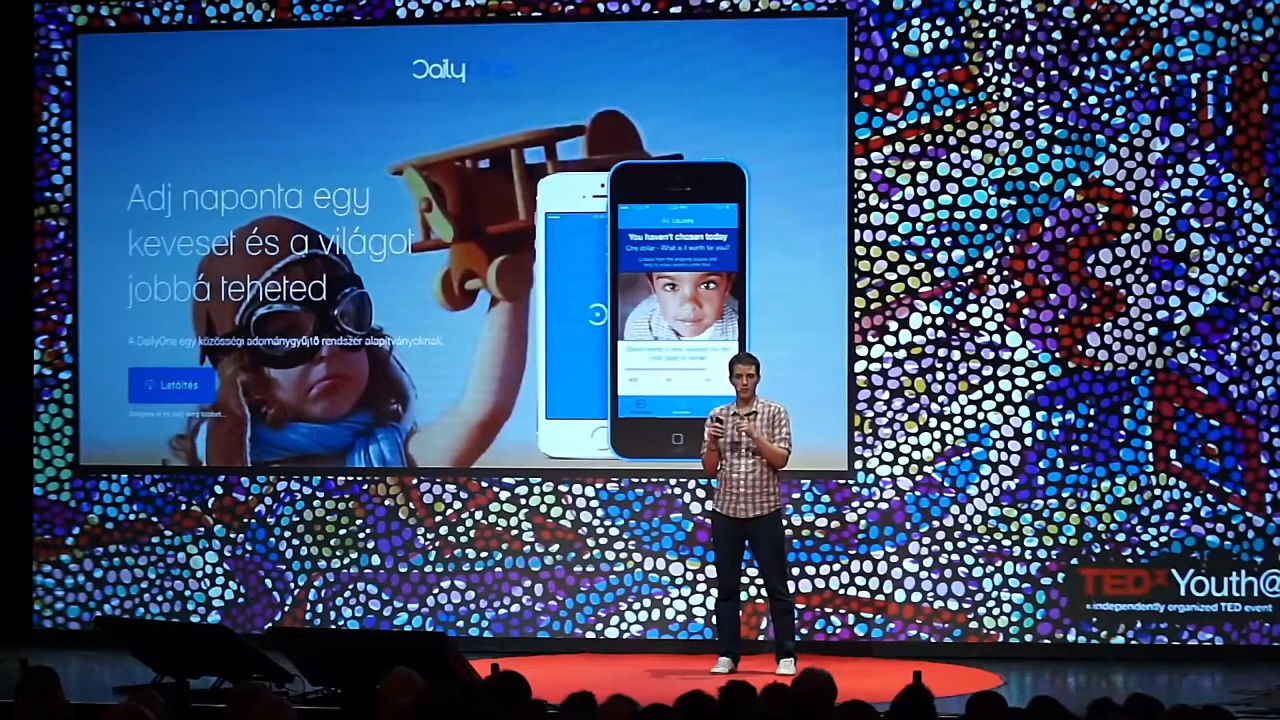 Daily
Adj naponta egy
keveset és a világot
jobbá teheted
A DailyOne egy közösségi adománygyűjtő rendszer alapítványoknak.
Letöltés
You haven't chosen today
One dollar - What is it worth for you?
TEDx Youth@
independently organized TED event